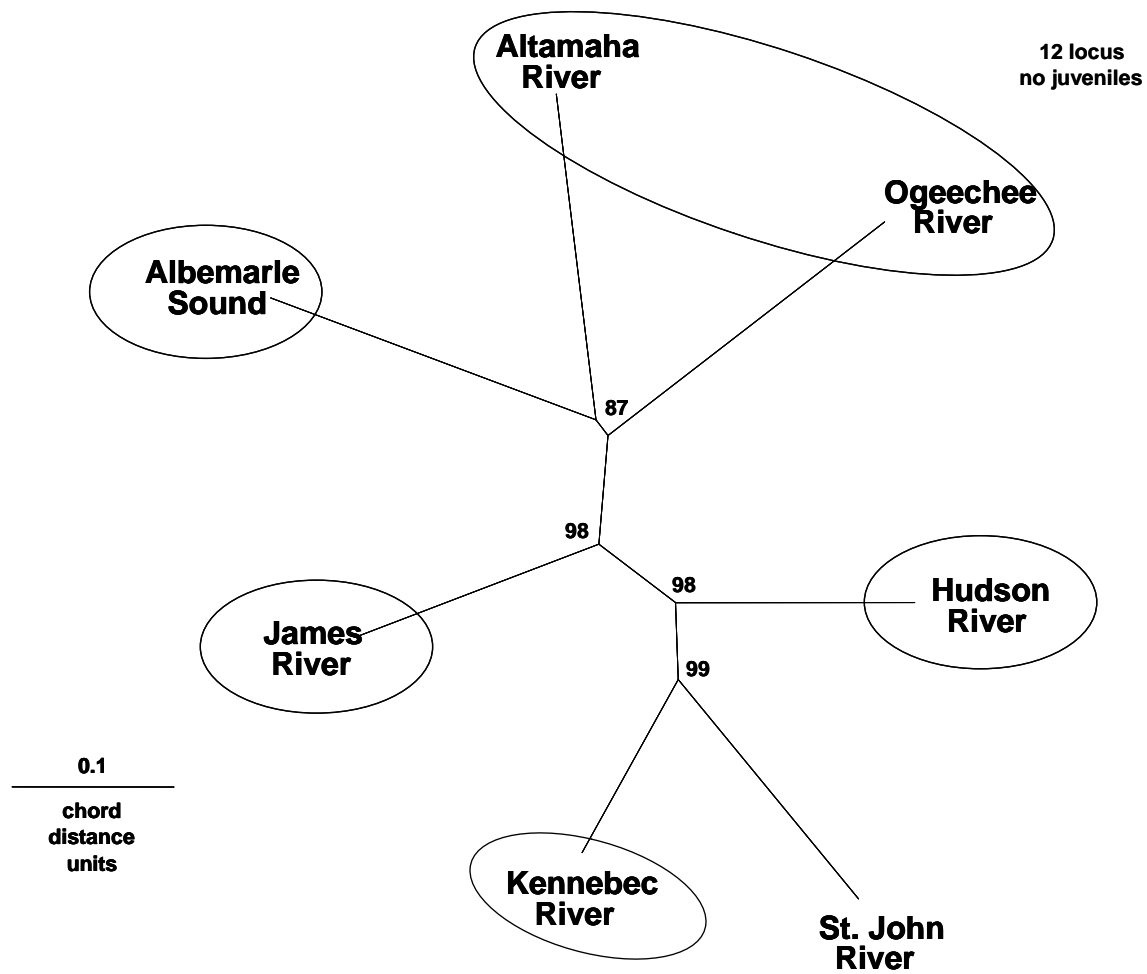 Altamaha
River
12 locus
no juveniles
Ogeechee
River
Albemarle
Sound
87
98
98
Hudson
River
James
River
99
0.1
chord
distance
units
Kennebec
River
St. John
River